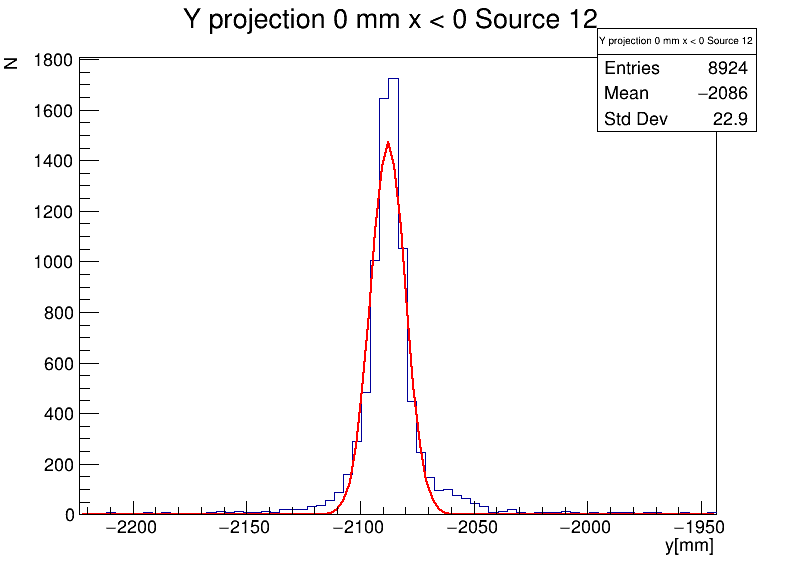 Y projection 0 mm x < 0 Source 12
Y projection 0 mm x < 0 Source 12
Entries 8924
Mean −2086
Std Dev 22.9
N
1800
1600
1400
1200
1000
800
600
400
200
0
−2200 −2150 −2100 −2050 −2000 −1950
y[mm]